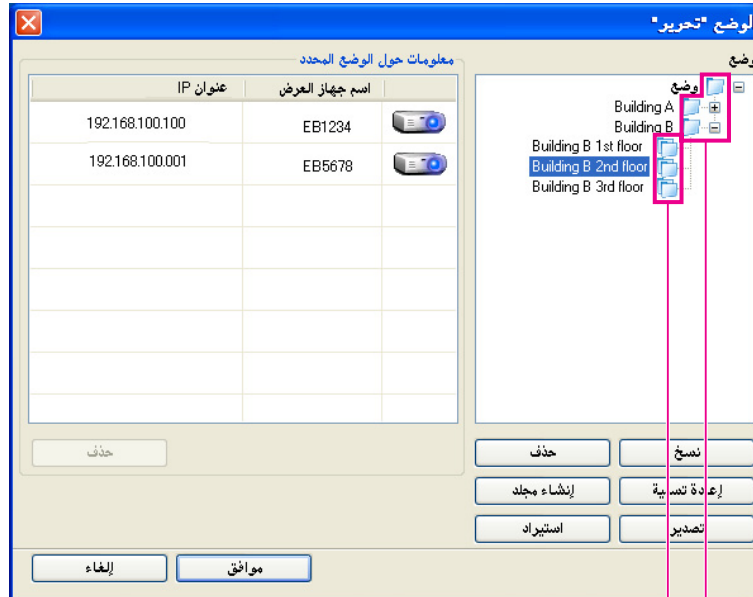 لوضع "تحرير"
وضع
وضع
Building A
Building B
Building B 1st floor
Building B 2nd floor
Building B 3rd floor
نسخ
حذف
إعادة تسمية
إنشاء مجلد
تصدير
استيراد
معلومات حول الوضع المحدد
اسم جهاز العرض عنوان IP
EB1234 192.168.100.100
EB5678 192.168.100.001
حذف
موافق إلغاء